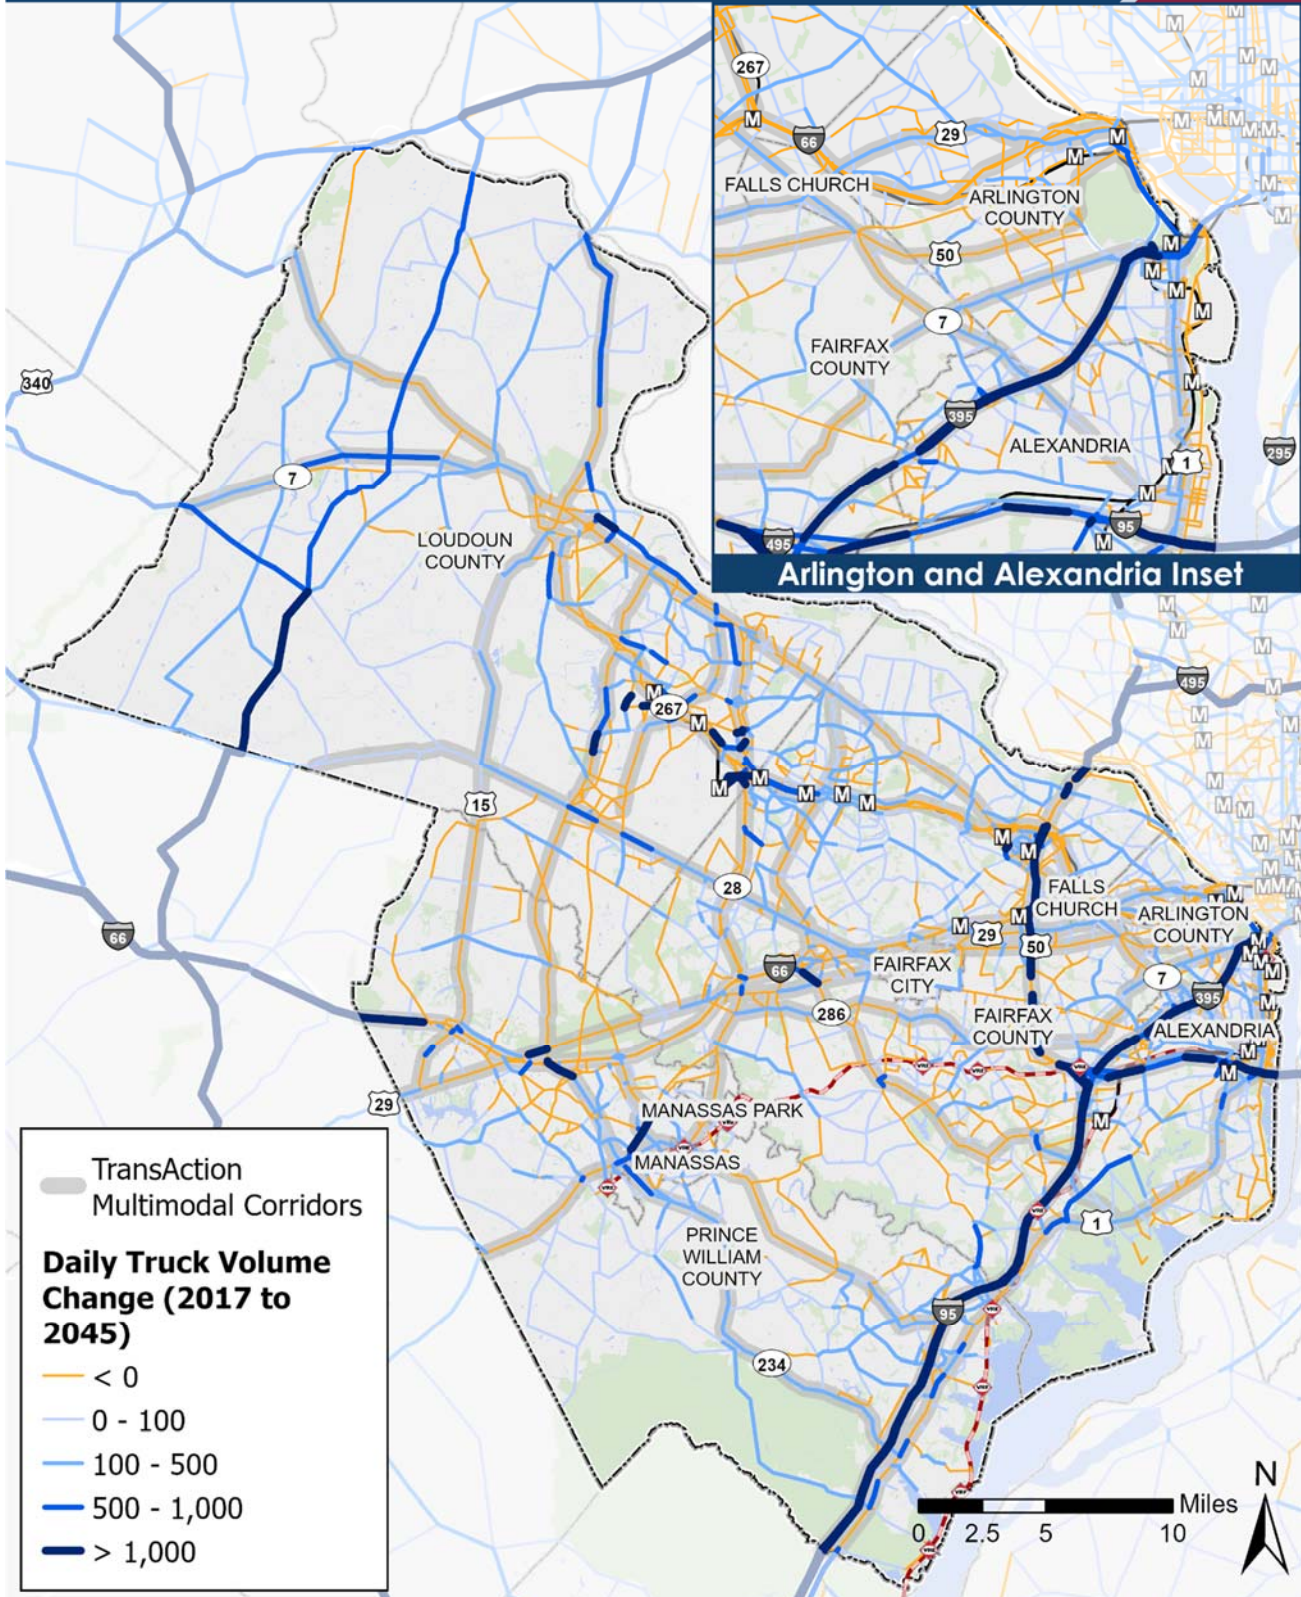 267
66
29
FALLS CHURCH
ARLINGTON
COUNTY
50
7
FAIRFAX
COUNTY
395
ALEXANDRIA
1
295
495
95
Arlington and Alexandria Inset
340
7
LOUDOUN
COUNTY
495
267
15
28
FALLS
CHURCH
ARLINGTON
COUNTY
66
29
50
66
FAIRFAX
CITY
7
395
286
FAIRFAX
COUNTY
ALEXANDRIA
29
MANASSAS PARK
MANASSAS
1
PRINCE
WILLIAM
COUNTY
95
234
TransAction
Multimodal Corridors
Daily Truck Volume
Change (2017 to
2045)
< 0
0 - 100
100 - 500
500 - 1,000
> 1,000
N
Miles
0 2.5 5 10